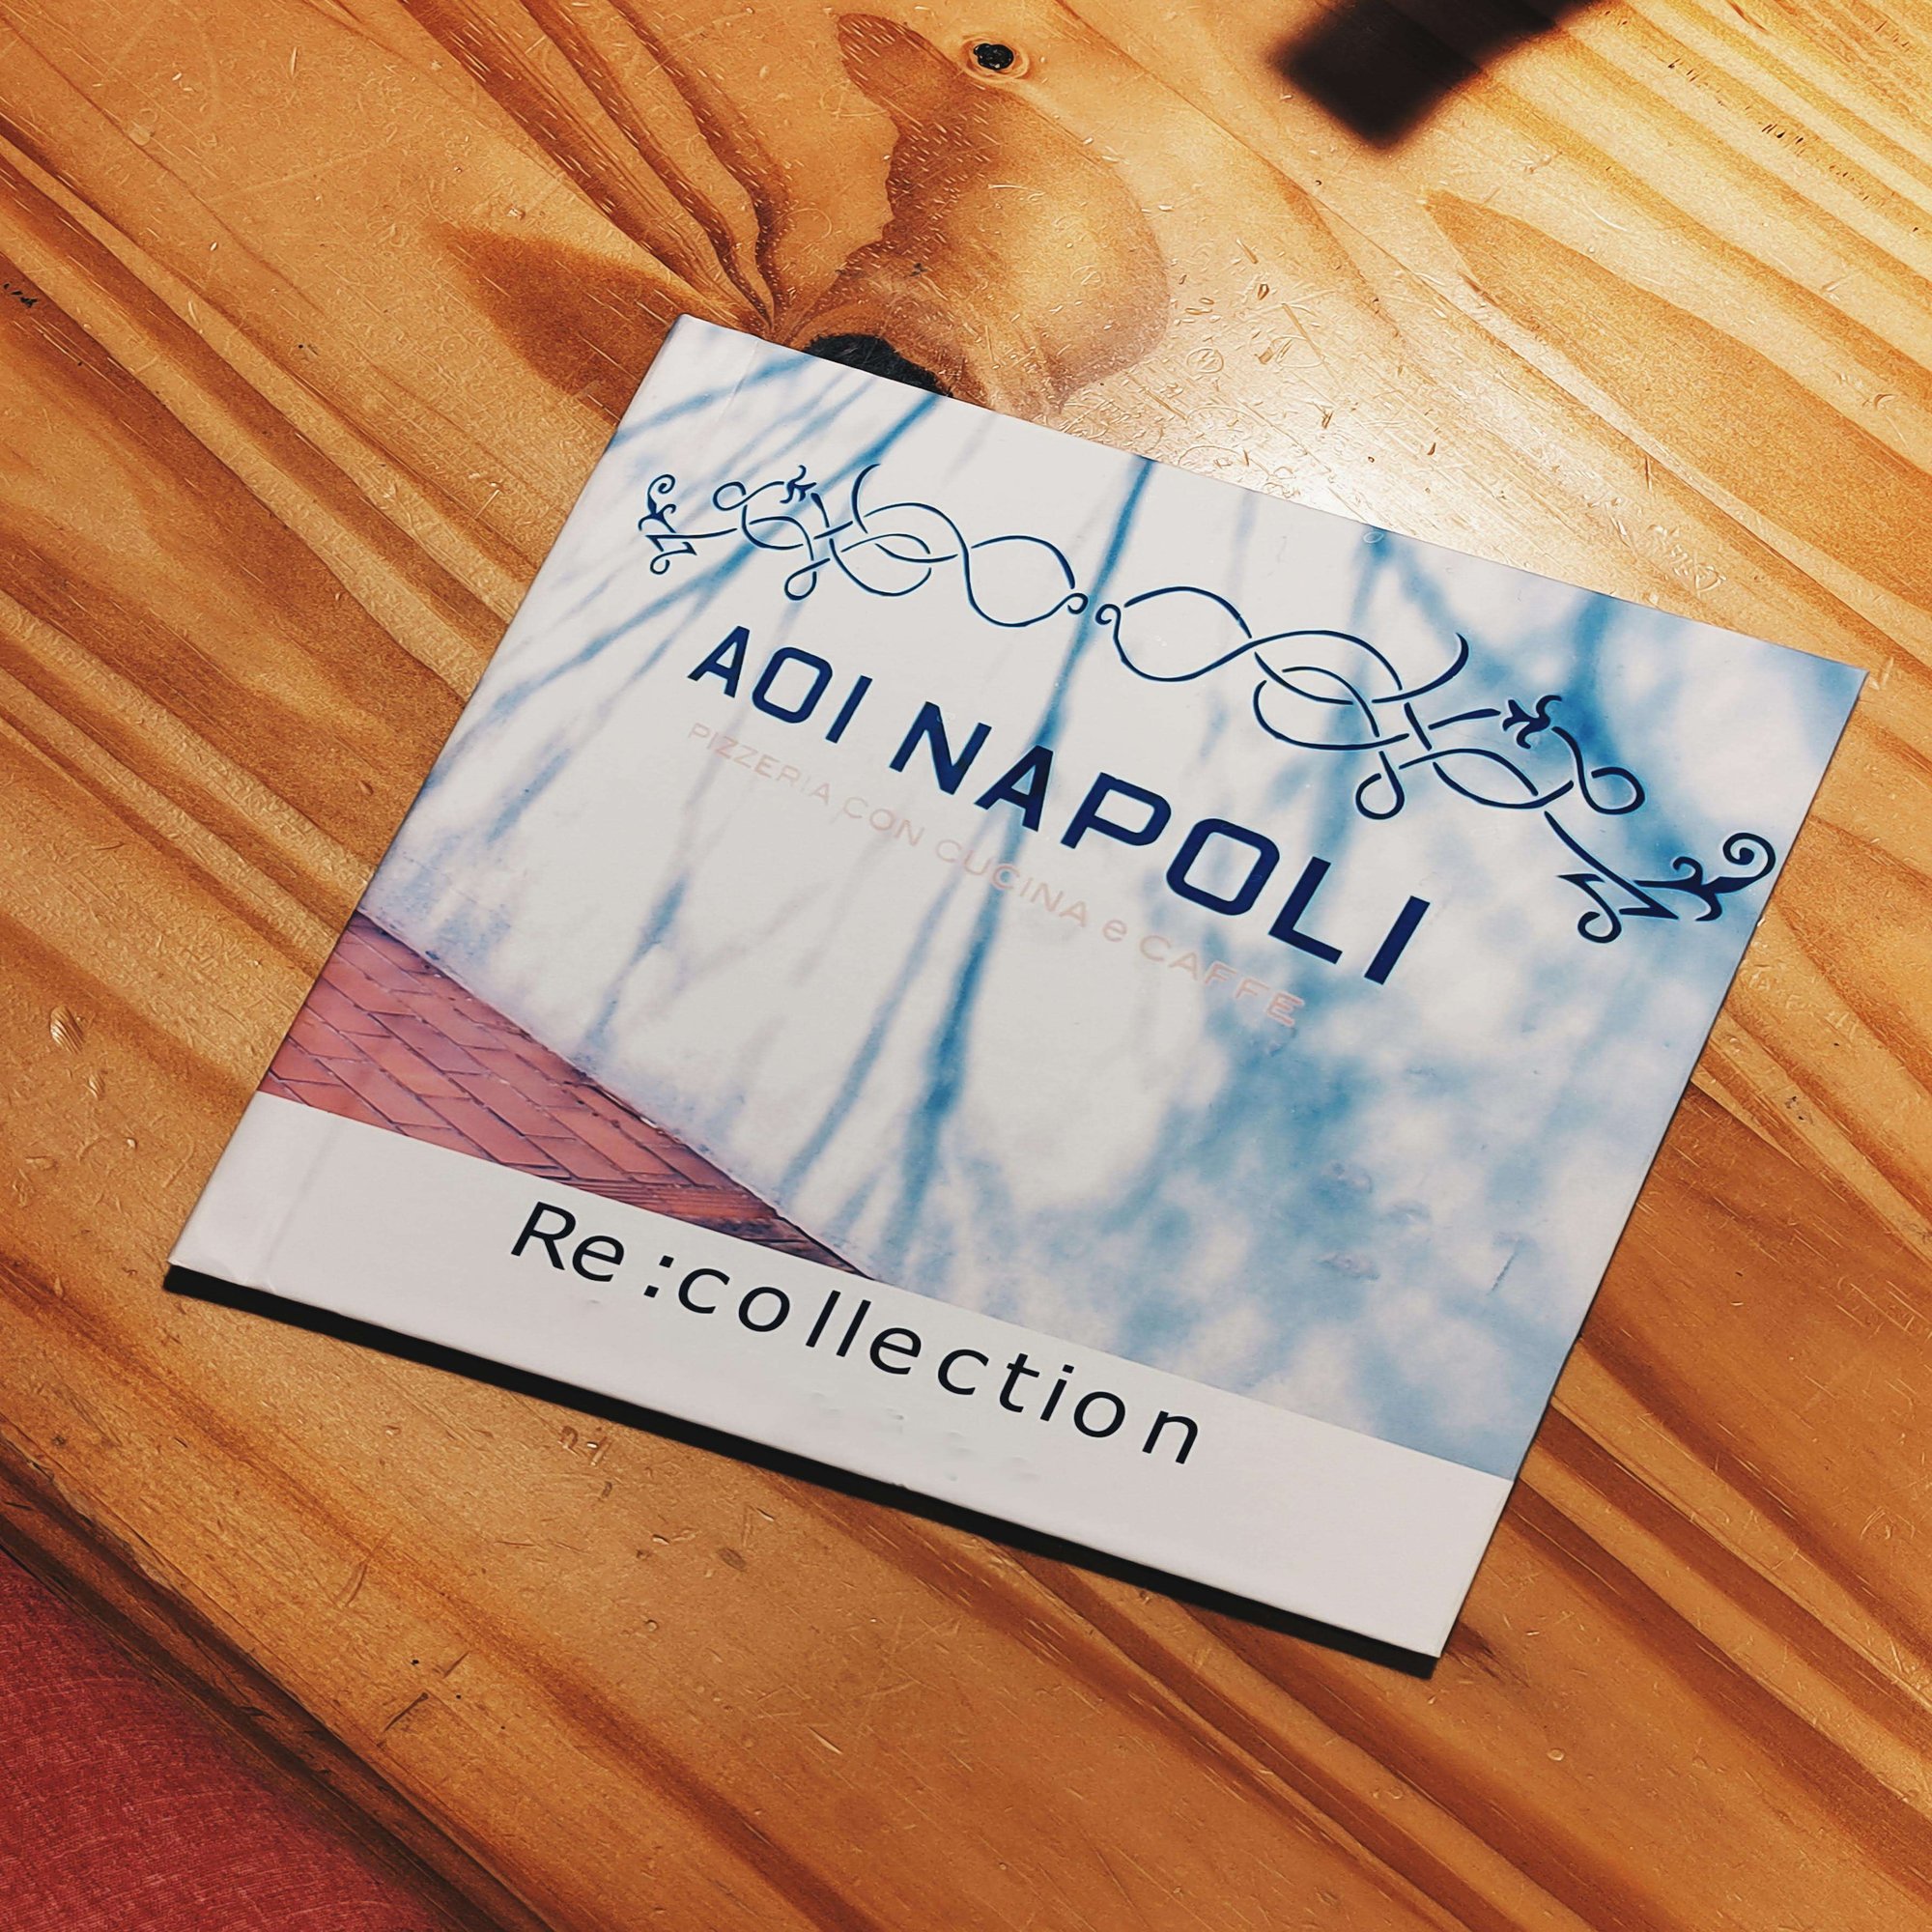 AOI NAPOLI
PIZZERIA CON CUCINA e CAFFE
Re:collection